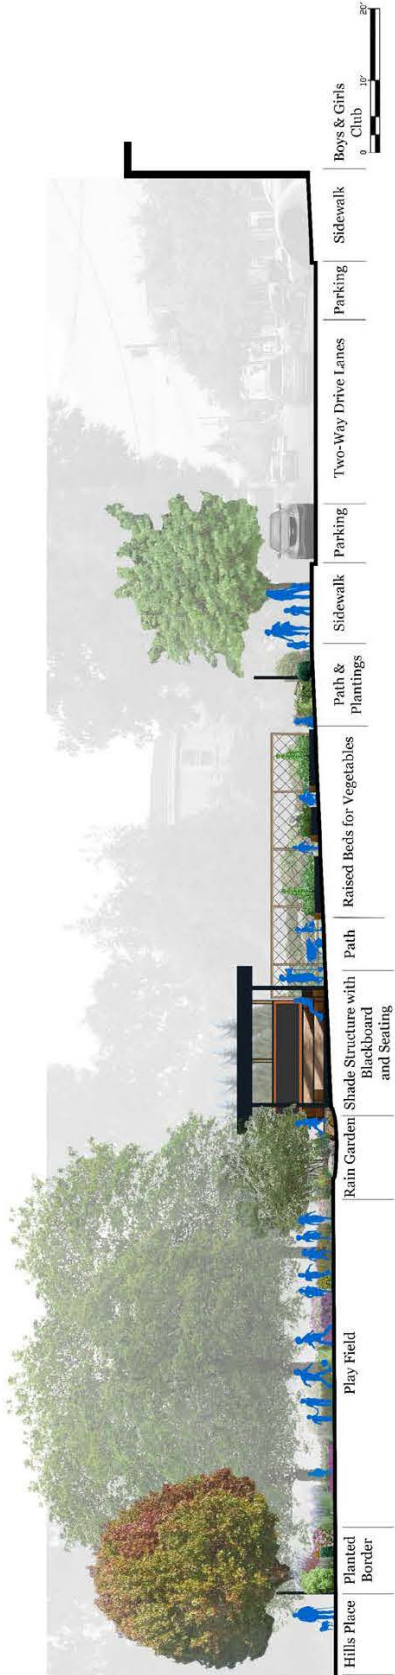 Hills Place
Planted
Border
Play Field
Rain Garden
Shade Structure with
Blackboard
and Seating
Path
Raised Beds for Vegetables
Path &
Plantings
Sidewalk
Parking
Two-Way Drive Lanes
Parking
Sidewalk
Boys & Girls
Club
0 10' 20'